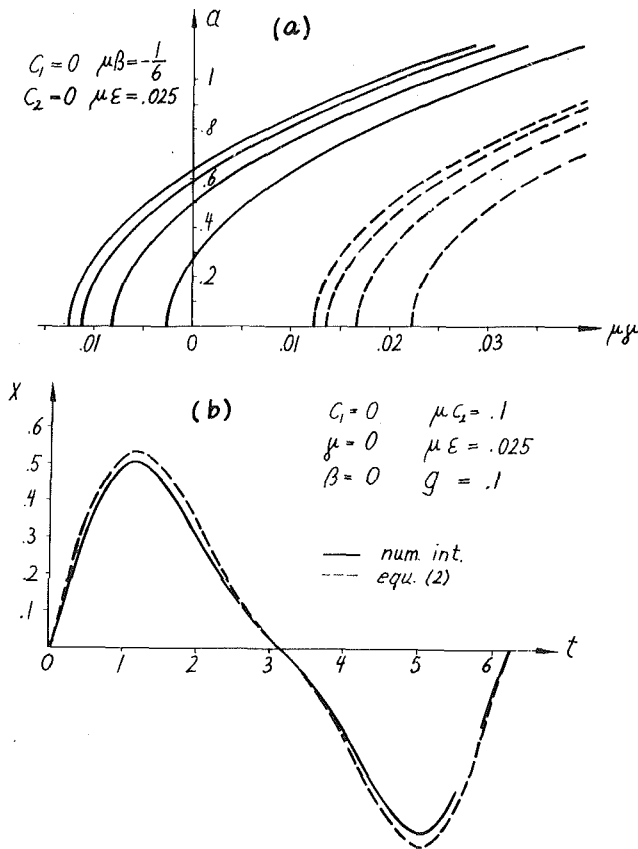 a
(a)
C₁=0 μβ=-1/6
C₂=0 με=.025
1
.8
.6
.4
.2
.01 0 .01 .02 .03 μγ
X
(b)
C₁=0 μC₂=.1
γ=0 με=.025
β=0 g=.1
.6
.5
.4
.3
.2
.1
num. int.
equ. (2)
0 1 2 3 4 5 6 t